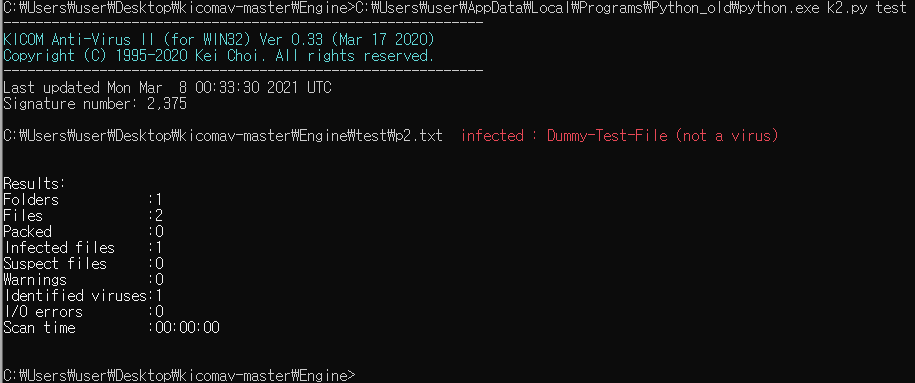 C:₩Users₩user₩Desktop₩kicomav-master₩Engine>C:₩Users₩user₩AppData₩Local₩Programs₩Python_old₩python.exe k2.py test
------------------------------------------------------------
KICOM Anti-Virus II (for WIN32) Ver 0.33 (Mar 17 2020)
Copyright (C) 1995-2020 Kei Choi. All rights reserved.
------------------------------------------------------------
Last updated Mon Mar  8 00:33:30 2021 UTC
Signature number: 2,375

C:₩Users₩user₩Desktop₩kicomav-master₩Engine₩test₩p2.txt  infected : Dummy-Test-File (not a virus)

Results:
Folders           :1
Files             :2
Packed            :0
Infected files    :1
Suspect files     :0
Warnings          :0
Identified viruses:1
I/O errors        :0
Scan time         :00:00:00

C:₩Users₩user₩Desktop₩kicomav-master₩Engine>